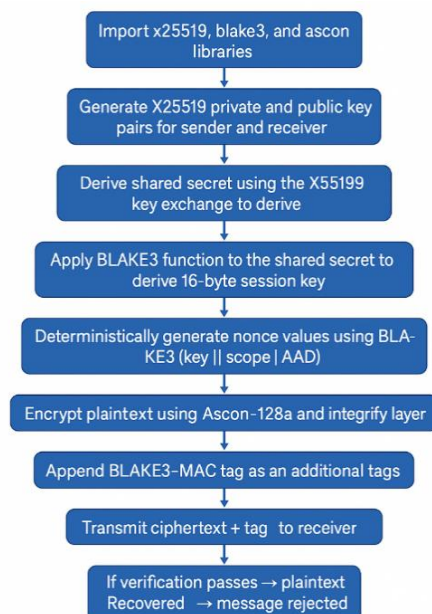 Import x25519, blake3, and ascon
libraries
Generate X25519 private and public key
pairs for sender and receiver
Derive shared secret using the X55199
key exchange to derive
Apply BLAKE3 function to the shared secret to
derive 16-byte session key
Deterministically generate nonce values using BLA-
KE3 (key || scope | AAD)
Encrypt plaintext using Ascon-128a and integrify layer
Append BLAKE3-MAC tag as an additional tags
Transmit ciphertext + tag to receiver
If verification passes → plaintext
Recovered → message rejected